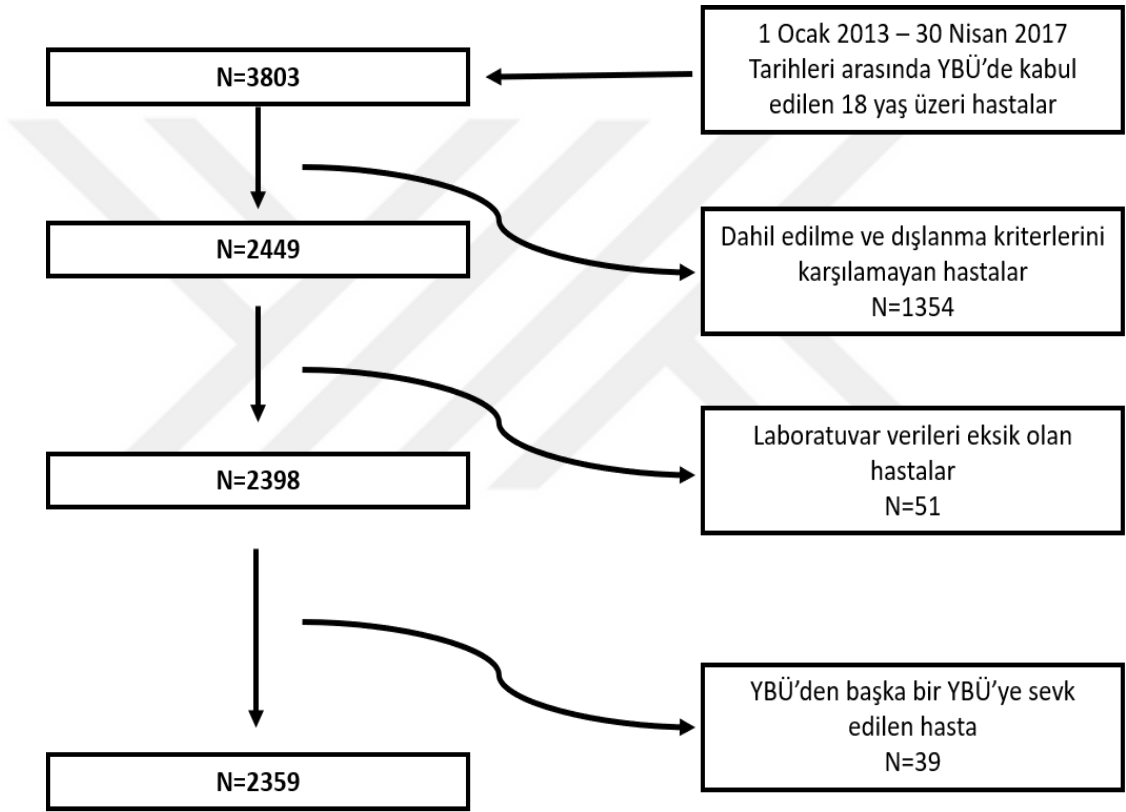 1 Ocak 2013 – 30 Nisan 2017
Tarihleri arasında YBÜ’de kabul
edilen 18 yaş üzeri hastalar
N=3803
N=2449
Dahil edilme ve dışlanma kriterlerini
karşılamayan hastalar
N=1354
N=2398
Laboratuvar verileri eksik olan
hastalar
N=51
YBÜ’den başka bir YBÜ’ye sevk
edilen hasta
N=39
N=2359